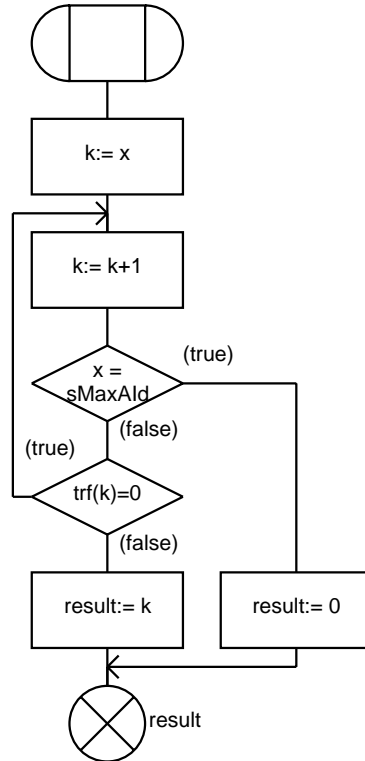 k:= x
k:= k+1
x =
sMaxAId
(true)
(false)
(true)
trf(k)=0
(false)
result:= k
result:= 0
result